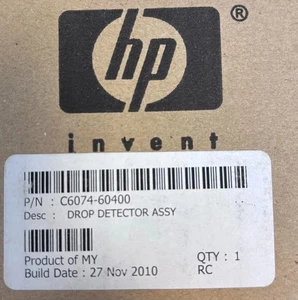 hp
®
invent
P/N : C6074-60400
Desc : DROP DETECTOR ASSY
Product of MY QTY : 1
Build Date : 27 Nov 2010 RC